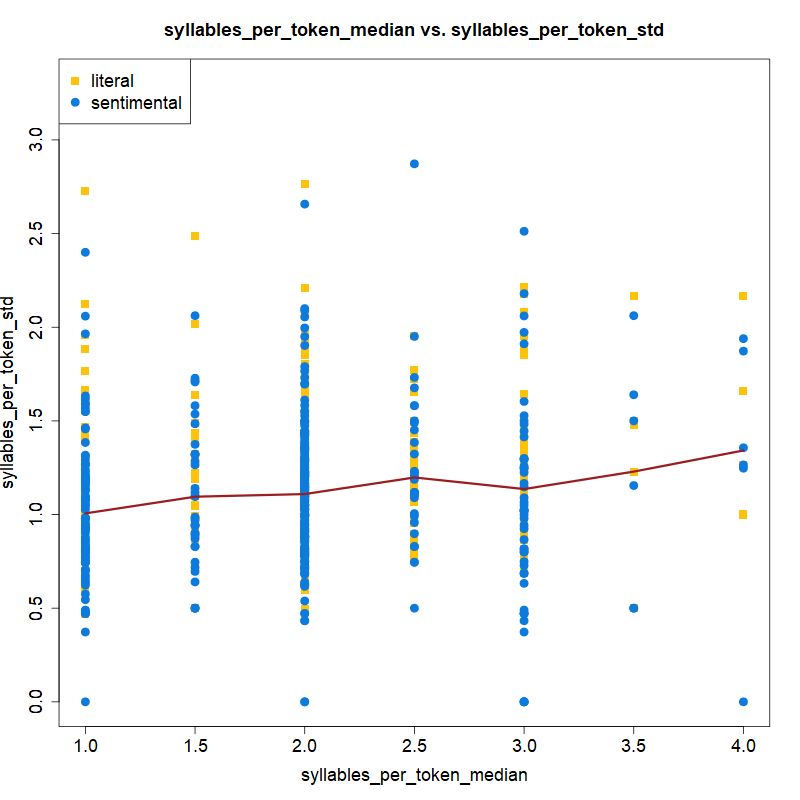 syllables_per_token_median vs. syllables_per_token_std
literal
sentimental
syllables_per_token_std
3.0
2.5
2.0
1.5
1.0
0.5
0.0
1.0 1.5 2.0 2.5 3.0 3.5 4.0
syllables_per_token_median